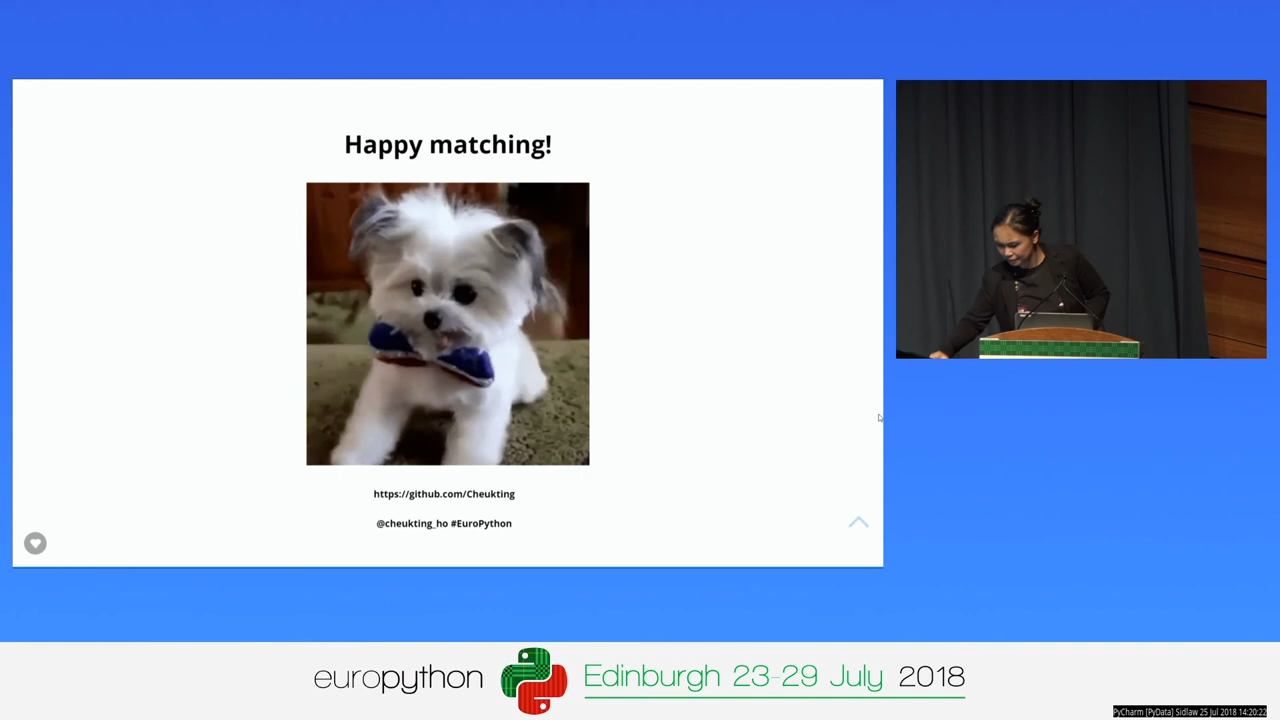 Happy matching!
https://github.com/Cheukting
@cheukting_ho #EuroPython
europython
Edinburgh 23-29 July 2018
PyCharm [PyData] Sidlaw 25 Jul 2018 14:20:22